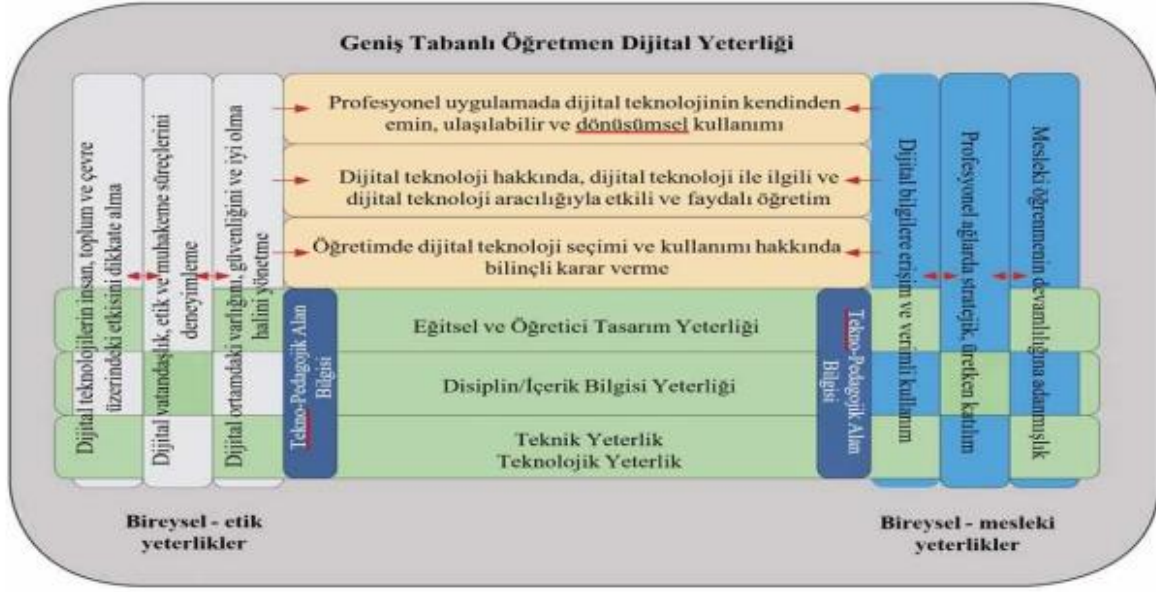 Geniş Tabanlı Öğretmen Dijital Yeterliği
Dijital teknolojilerin insan, toplum ve çevre
üzerindeki etkisini dikkate alma
Dijital vatandaşlık, etik ve muhakeme süreçlerini
deneyimleme
Dijital ortamdaki varlığını, güvenliğini ve iyi olma
halini yönetme
Profesyonel uygulamada dijital teknolojinin kendinden
emin, ulaşılabilir ve dönüsümsel kullanımı
Dijital teknoloji hakkında, dijital teknoloji ile ilgili ve
dijital teknoloji aracılığıyla etkili ve faydalı öğretim
Öğretimde dijital teknoloji seçimi ve kullanımı hakkında
bilinçli karar verme
Tekno-Pedagojik Alan
Bilgisi
Eğitsel ve Öğretici Tasarım Yeterliği
Disiplin/İçerik Bilgisi Yeterliği
Teknik Yeterlik
Teknolojik Yeterlik
Tekno-Pedagojik Alan
Bilgisi
Dijital bilgilere erişim ve verimli kullanım
Profesyonel ağlarda stratejik, üretken katılım
Mesleki öğrenmenin devamlılığına adanmışlık
Bireysel - etik
yeterlikler
Bireysel - mesleki
yeterlikler